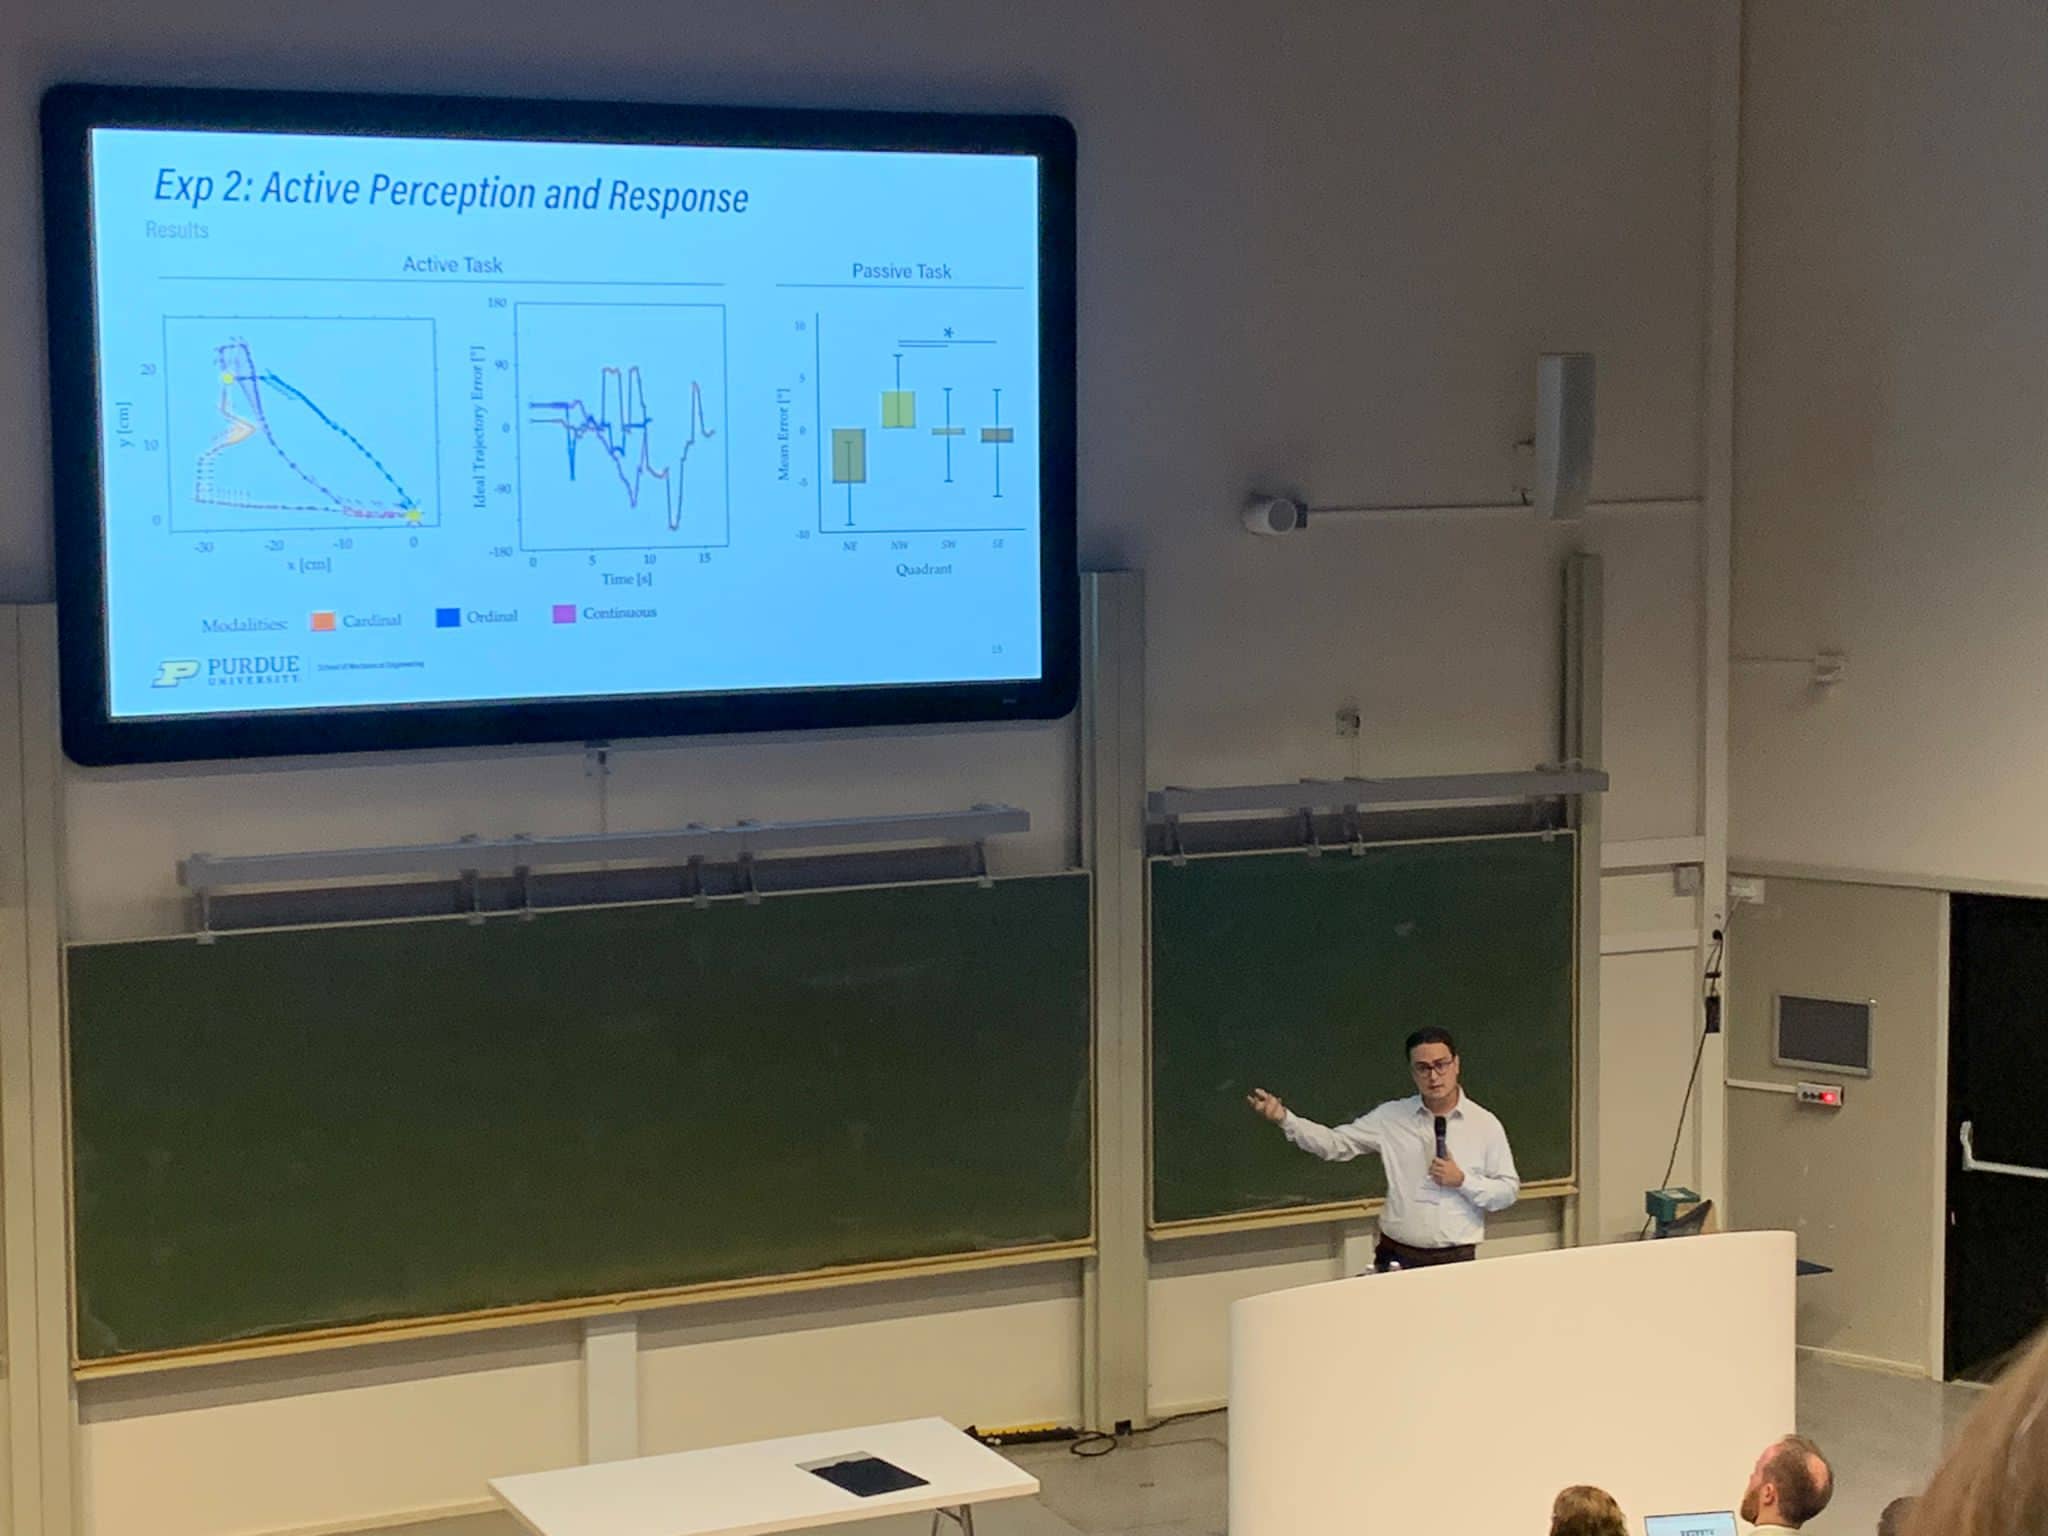 Exp 2: Active Perception and Response
Results
Active Task
Passive Task
y [cm]
20
10
0
-30 -20 -10 0
x [cm]
Ideal Trajectory Error [°]
180
90
0
-90
-180
0 5 10 15
Time [s]
Mean Error [°]
10
5
0
-5
-10
*
NE NW SW SE
Quadrant
Modalities: Cardinal Ordinal Continuous
P PURDUE UNIVERSITY School of Mechanical Engineering